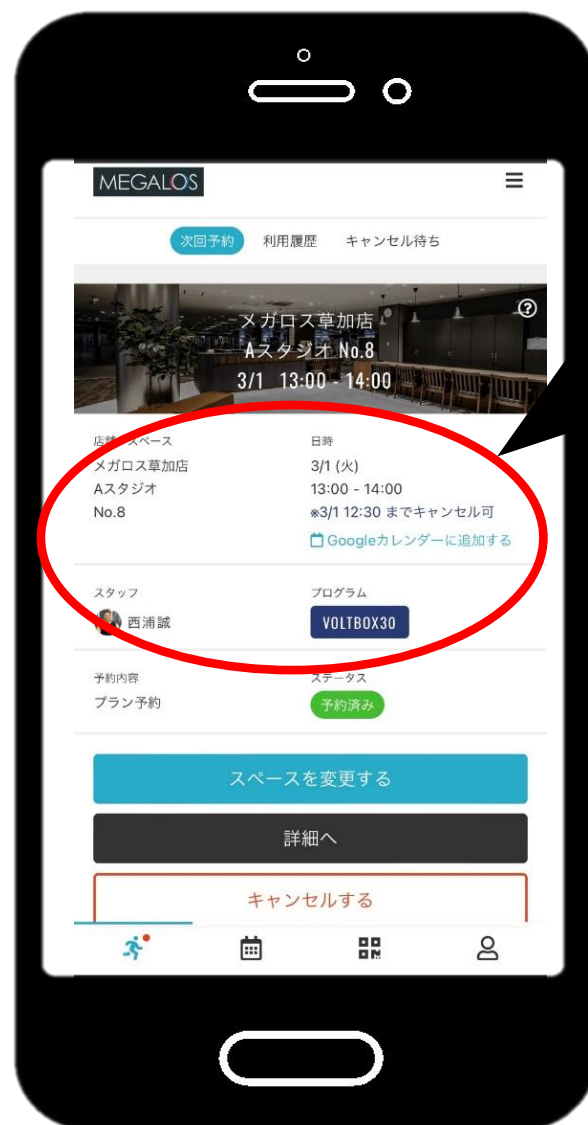 MEGALOS
次回予約 利用履歴 キャンセル待ち
メガロス草加店
Aスタジオ No.8
3/1 13:00 - 14:00
店舗・スペース 日時
メガロス草加店 3/1 (火)
Aスタジオ 13:00 - 14:00
No.8 ※3/1 12:30 までキャンセル可
Googleカレンダーに追加する
スタッフ プログラム
西浦誠 VOLTBOX30
予約内容 ステータス
プラン予約 予約済み
スペースを変更する
詳細へ
キャンセルする